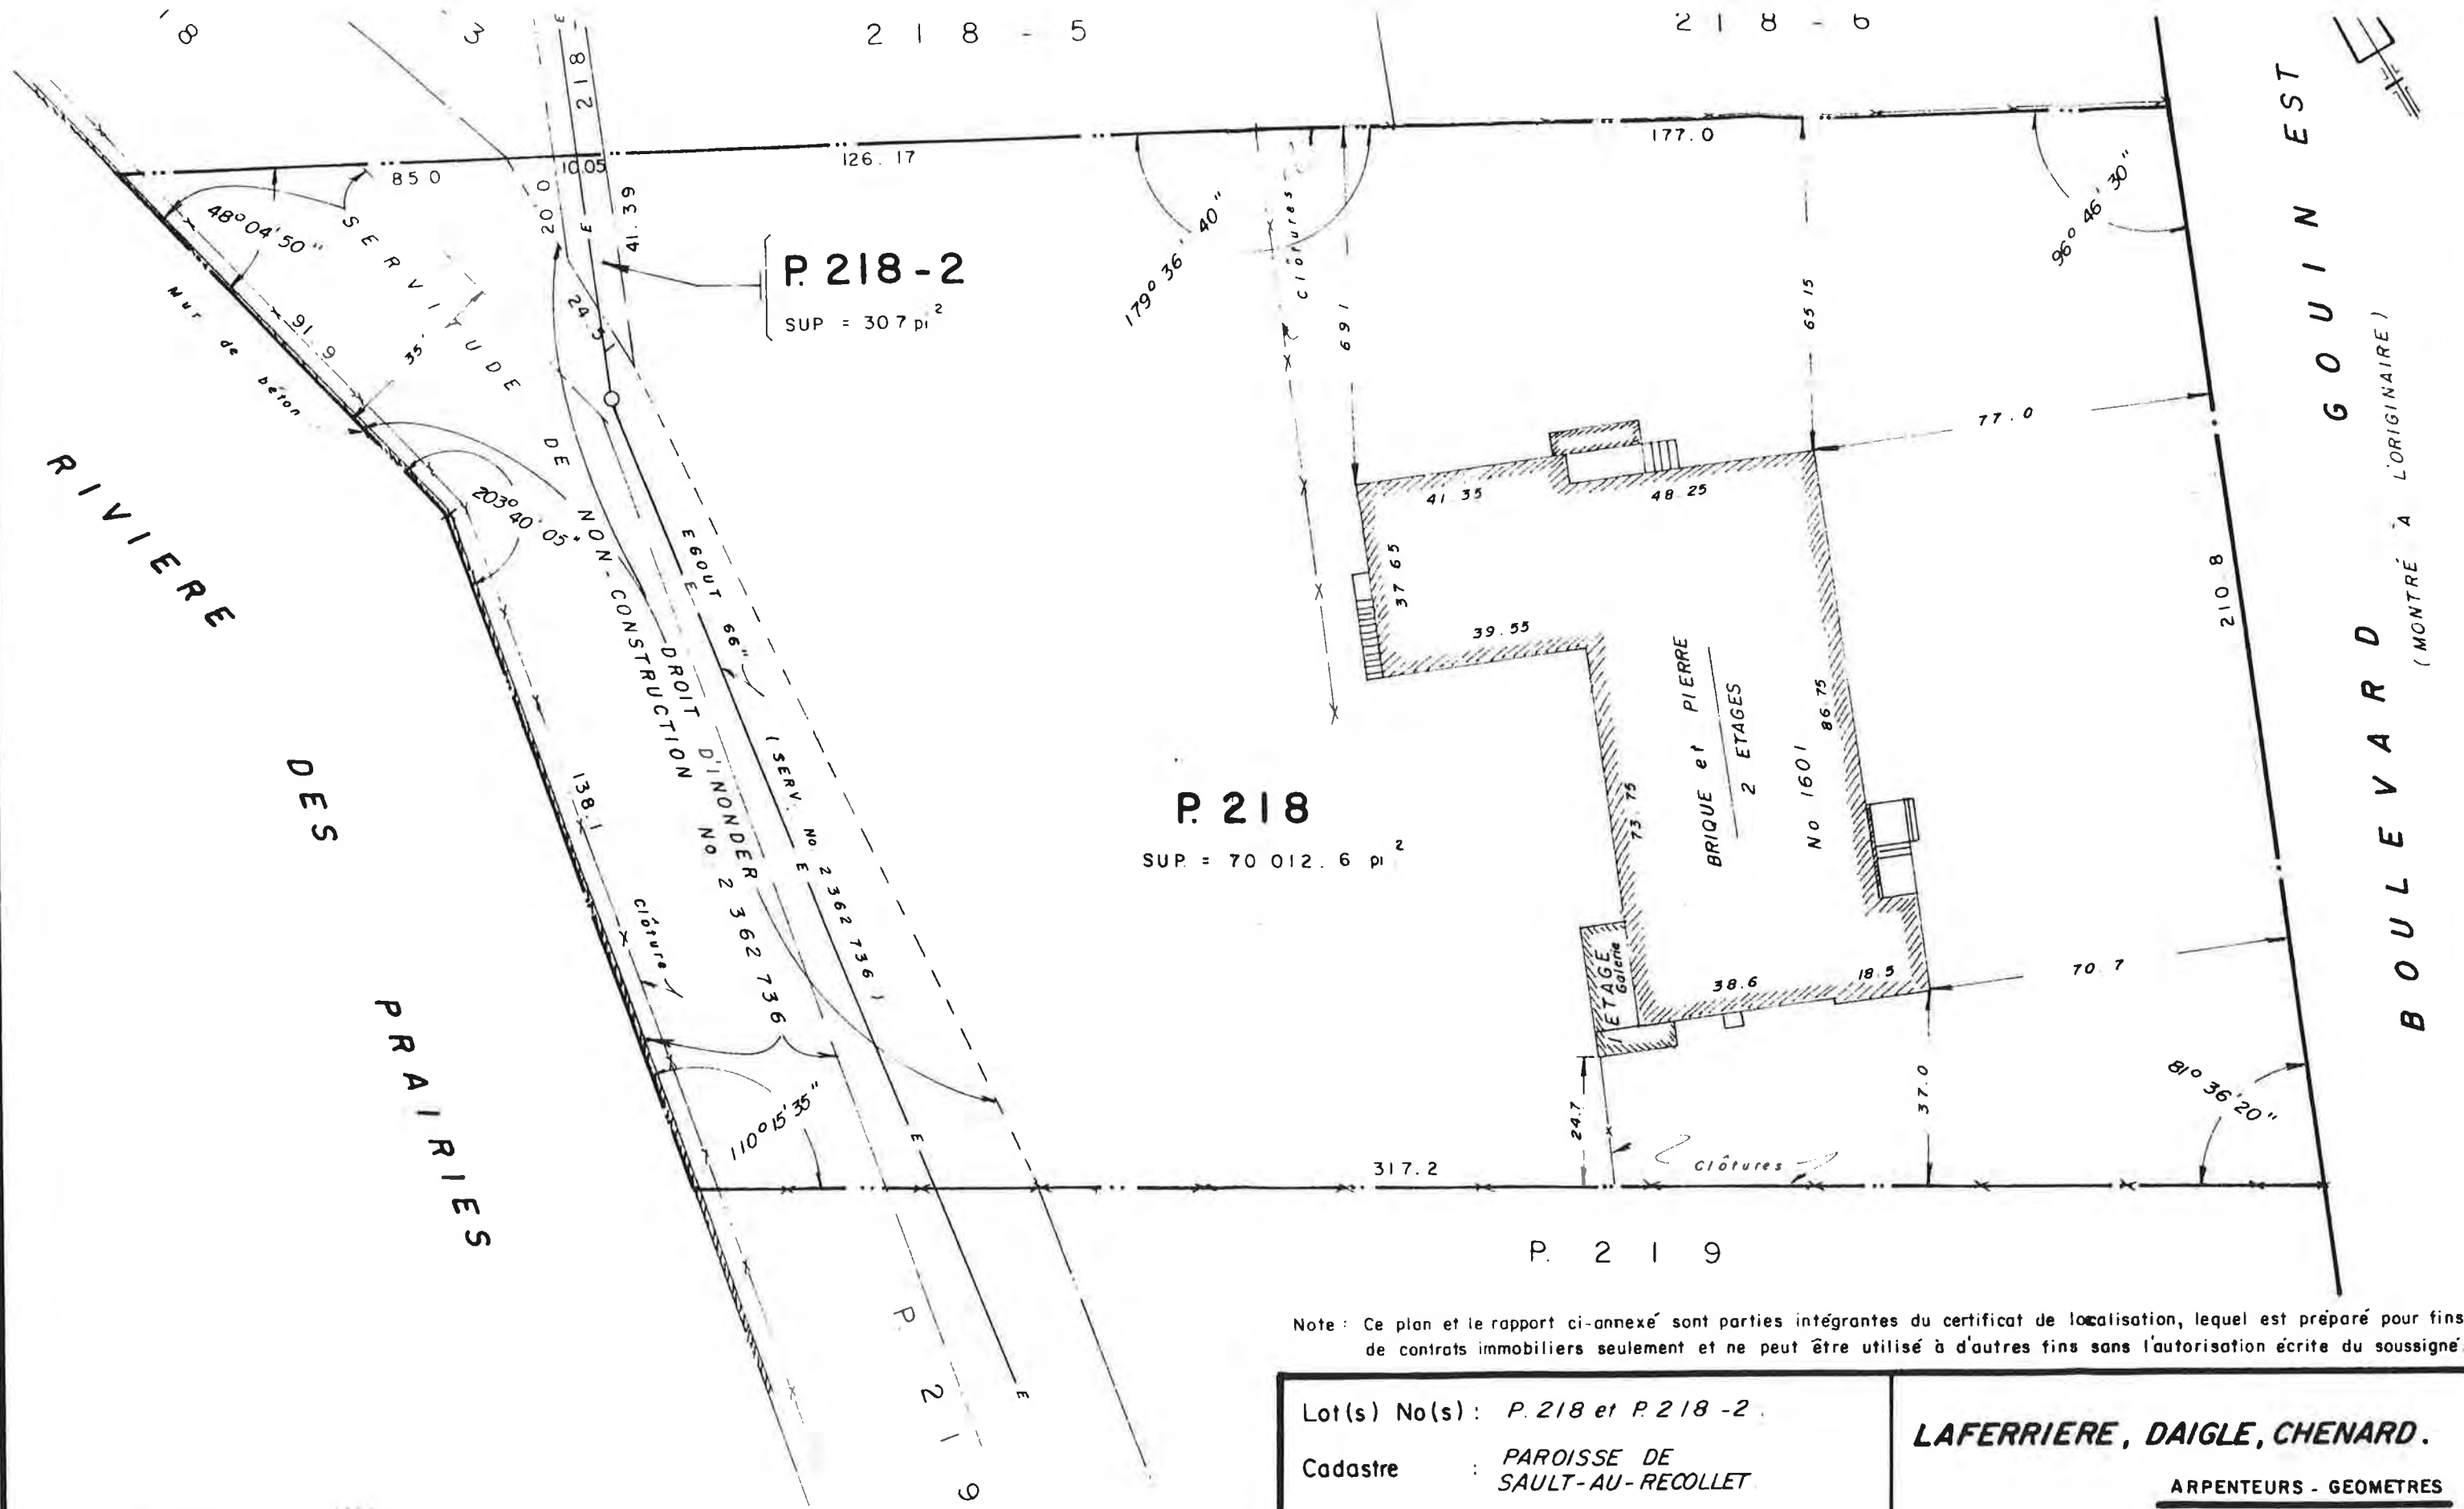 18
3
218-
218-5
218-6
85 0
10.05
126. 17
177.0
48° 04' 50"
20 0
41. 39
E
E
E
179° 36' 40"
Clôtures
69 1
65 15
96° 46' 30"
P. 218-2
SUP = 307 pi²
24. 5
SERVITUDE DE NON-CONSTRUCTION
Mur de béton
91. 9
35'
203° 40' 05"
RIVIERE DES PRAIRIES
EGOUT 66" ( SERV. No 2 362 736 )
E
E
E
E
DROIT D'INONDER
No. 2 362 736
138.1
Clôture
110° 15' 35"
77. 0
41 35
48 25
37 65
39. 55
BRIQUE et PIERRE
2 ETAGES
No 1601
86 75
73. 75
210 8
BOULEVARD GOUIN EST
( MONTRÉ À L'ORIGINAIRE )
P. 218
SUP. = 70 012. 6 pi²
1 ETAGE
Galerie
38.6
18. 5
70. 7
24.7
37.0
81° 36' 20"
Clôtures
317. 2
P. 219
P. 219
Note : Ce plan et le rapport ci-annexé sont parties intégrantes du certificat de localisation, lequel est préparé pour fins
de contrats immobiliers seulement et ne peut être utilisé à d'autres fins sans l'autorisation écrite du soussigné.
Lot(s) No(s) : P. 218 et P. 218 -2.
Cadastre : PAROISSE DE
SAULT-AU-RECOLLET
LAFERRIERE, DAIGLE, CHENARD.
ARPENTEURS - GEOMETRES